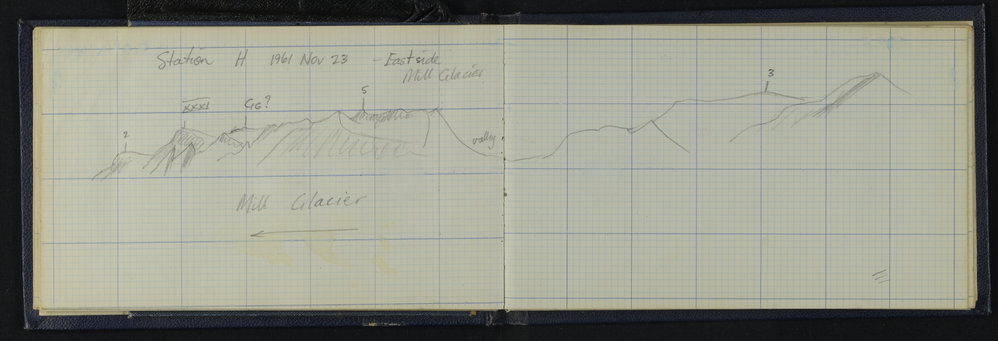 Station H 1961 Nov 23 - East side
Mill Glacier
3
5
XXXI
G6?
2
valley
Mill Glacier